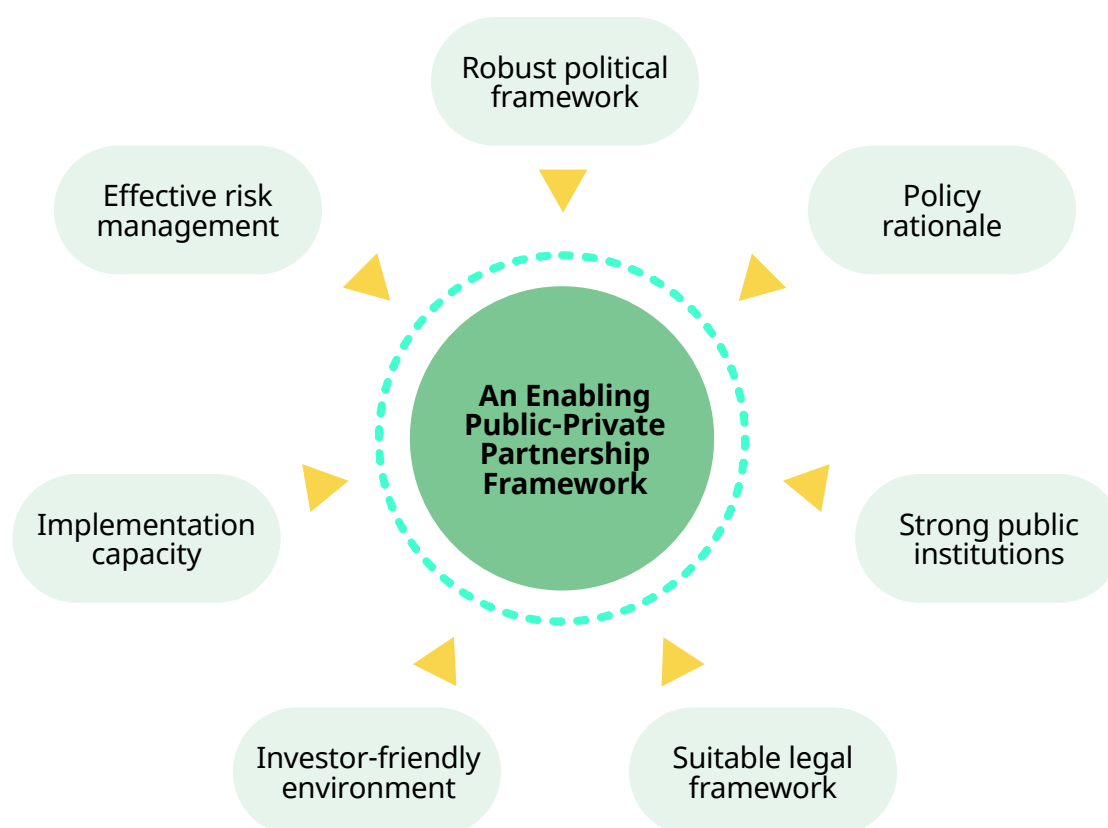 Robust political
framework
Effective risk
management
Policy
rationale
An Enabling
Public-Private
Partnership
Framework
Implementation
capacity
Strong public
institutions
Investor-friendly
environment
Suitable legal
framework